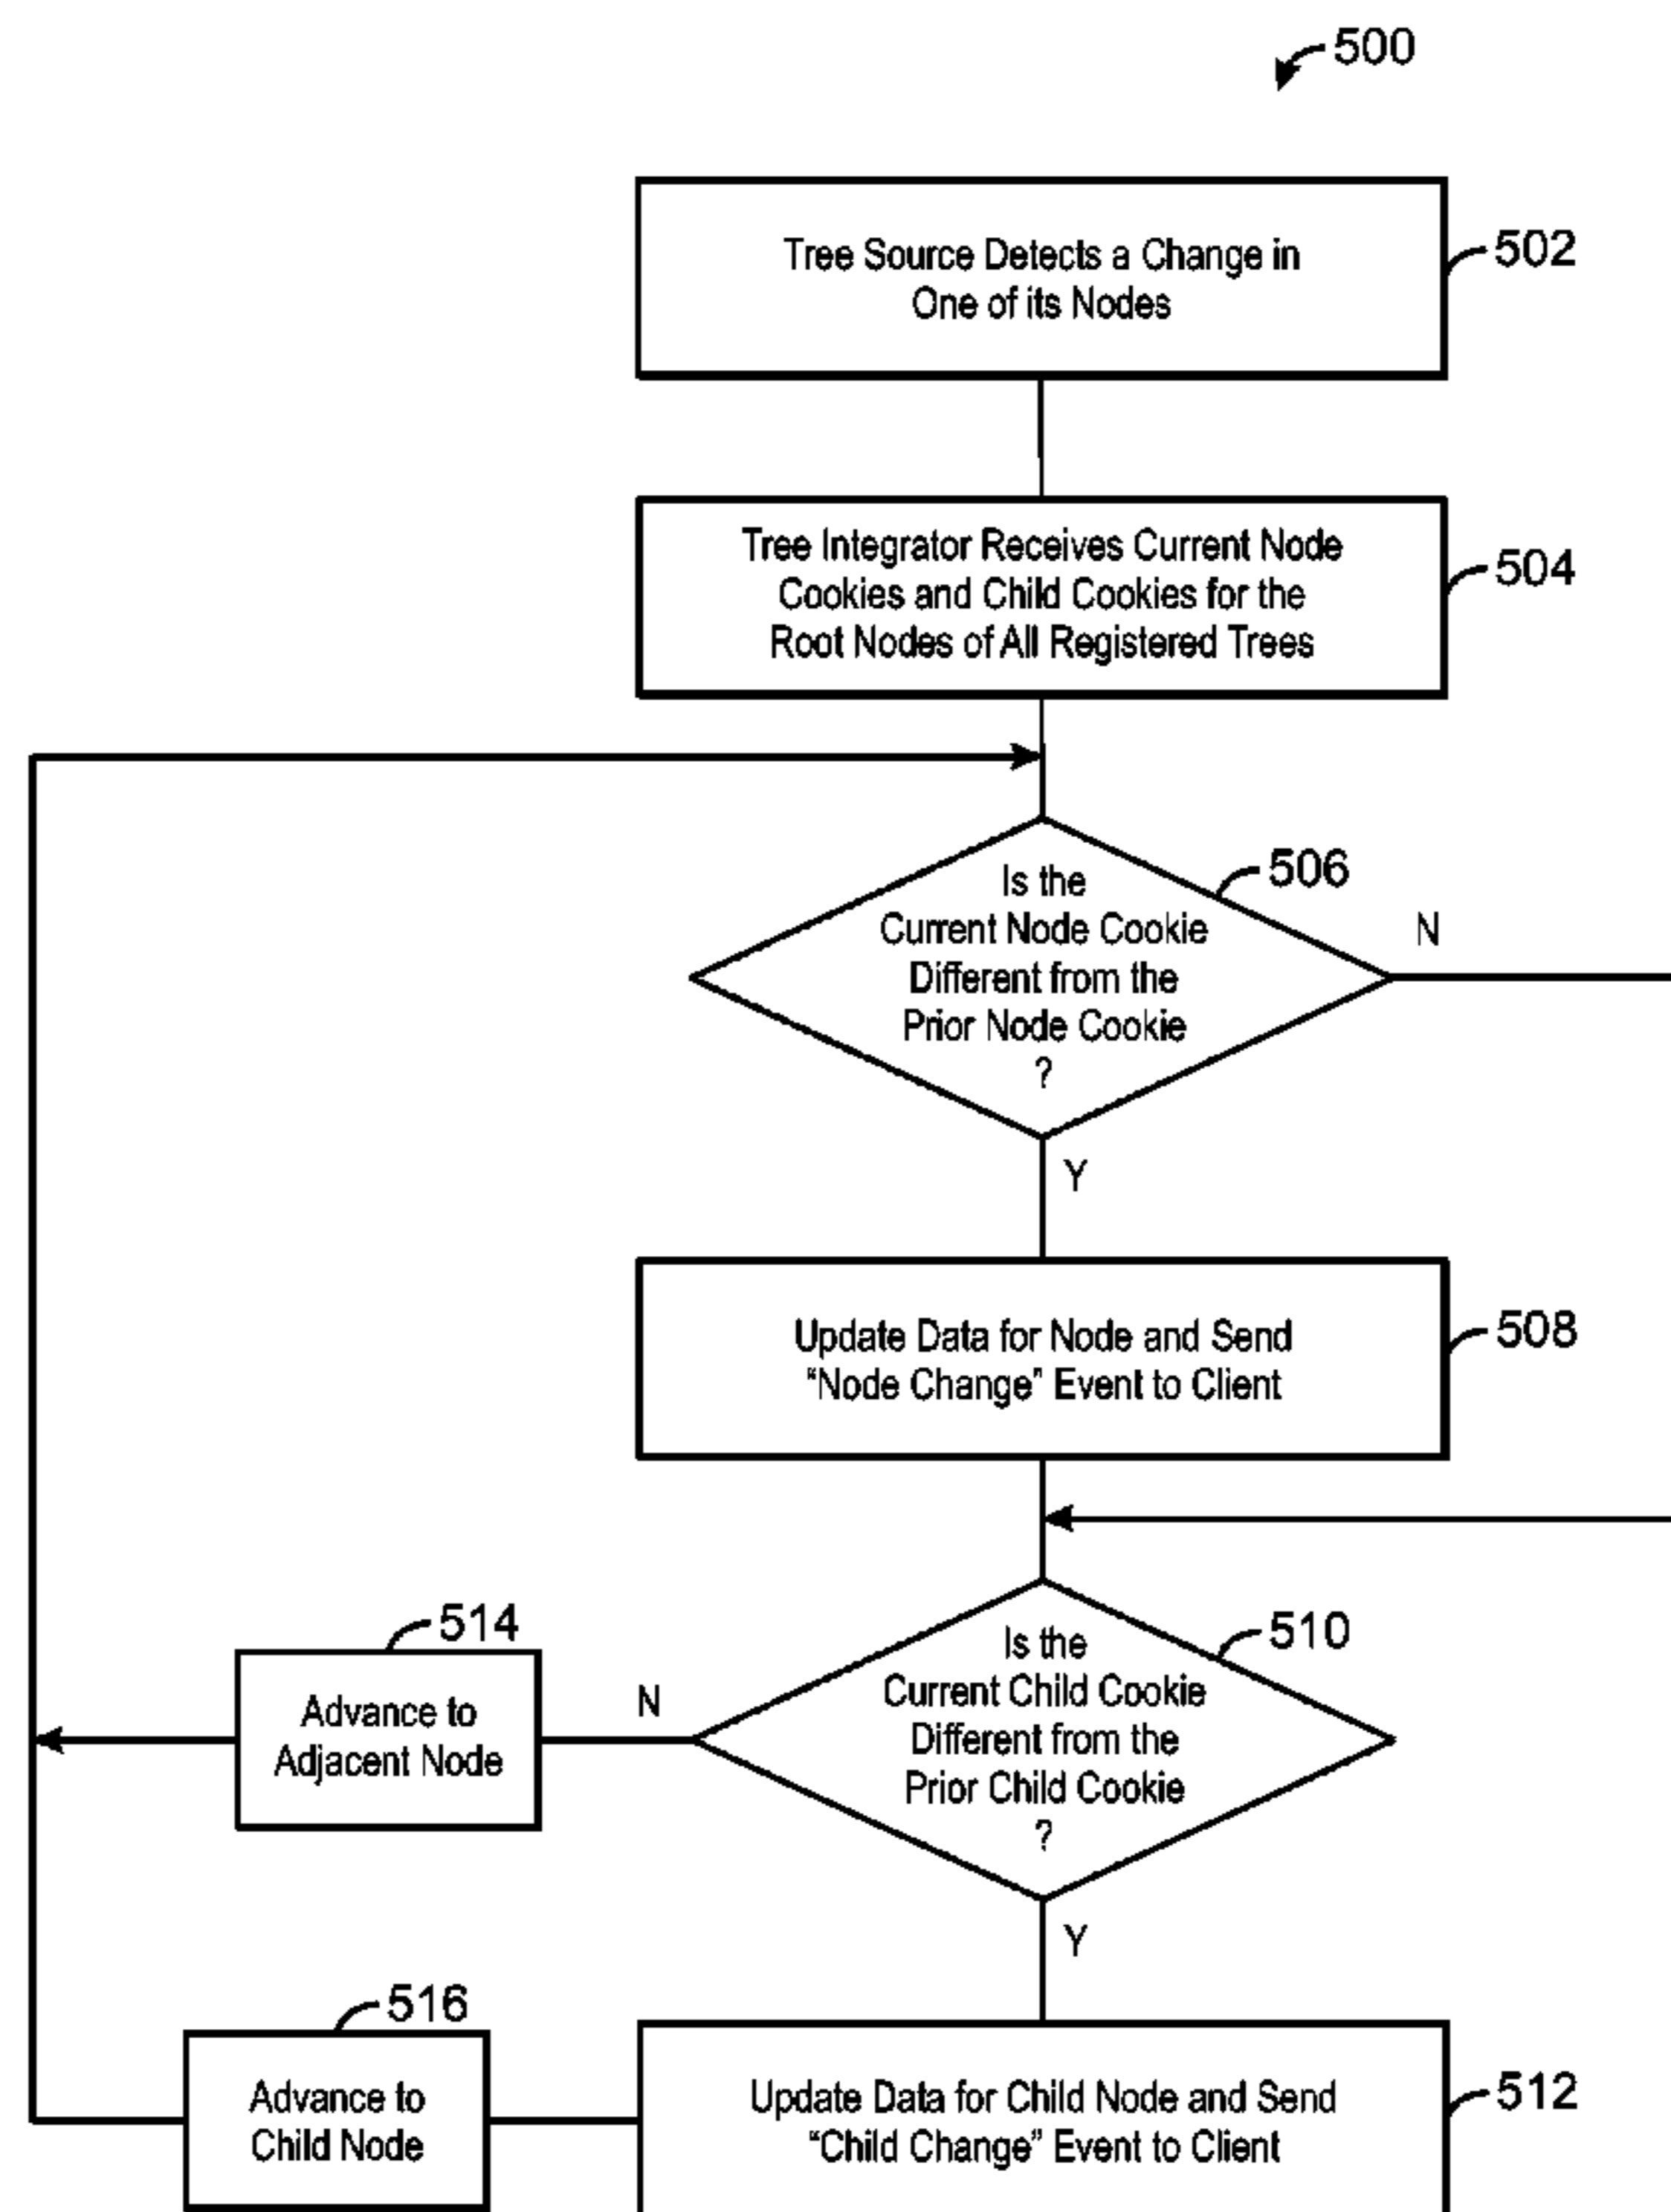 500
Tree Source Detects a Change in
One of its Nodes
502
Tree Integrator Receives Current Node
Cookies and Child Cookies for the
Root Nodes of All Registered Trees
504
Is the
Current Node Cookie
Different from the
Prior Node Cookie
?
506
N
Y
Update Data for Node and Send
"Node Change" Event to Client
508
514
Advance to
Adjacent Node
N
Is the
Current Child Cookie
Different from the
Prior Child Cookie
?
510
Y
516
Advance to
Child Node
Update Data for Child Node and Send
"Child Change" Event to Client
512